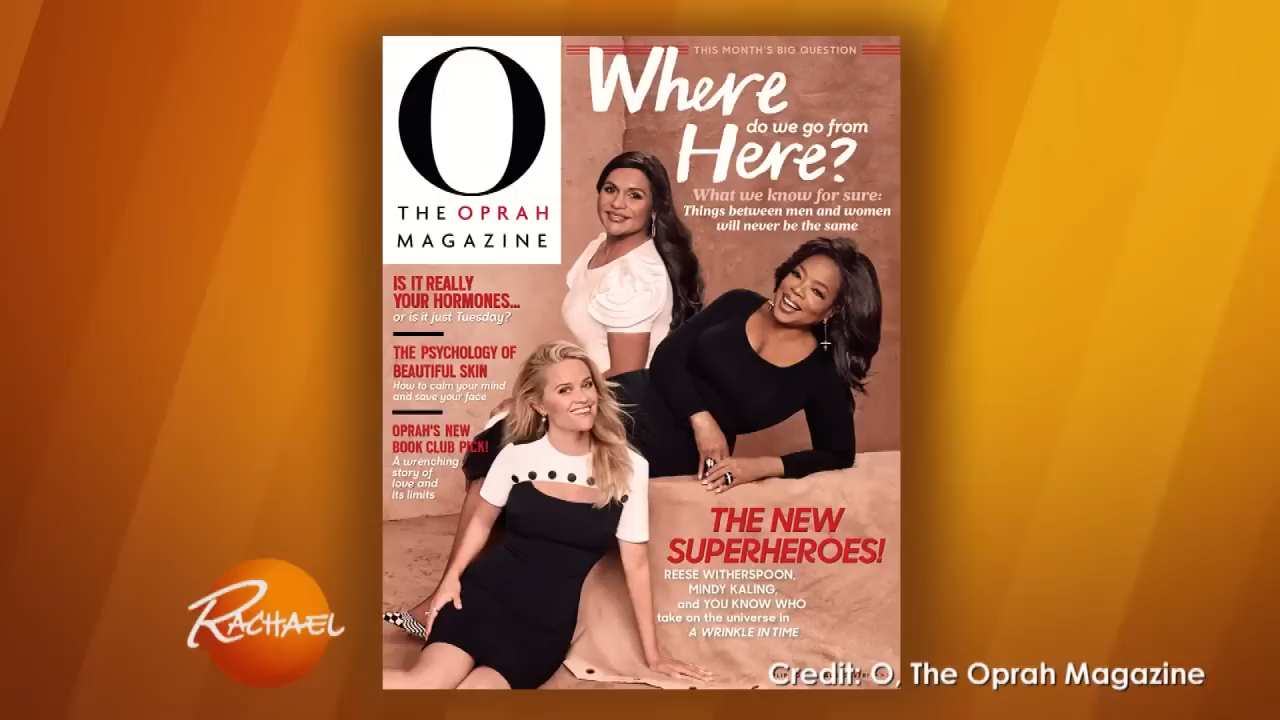 THIS MONTH'S BIG QUESTION
Where
do we go from
Here?
What we know for sure:
Things between men and women
will never be the same
O
THE OPRAH
MAGAZINE
IS IT REALLY
YOUR HORMONES...
or is it just Tuesday?
THE PSYCHOLOGY OF
BEAUTIFUL SKIN
How to calm your mind
and save your face
OPRAH'S NEW
BOOK CLUB PICK!
A wrenching
story of
love and
its limits
THE NEW
SUPERHEROES!
REESE WITHERSPOON,
MINDY KALING,
and YOU KNOW WHO
take on the universe in
A WRINKLE IN TIME
RACHAEL
Credit: O, The Oprah Magazine